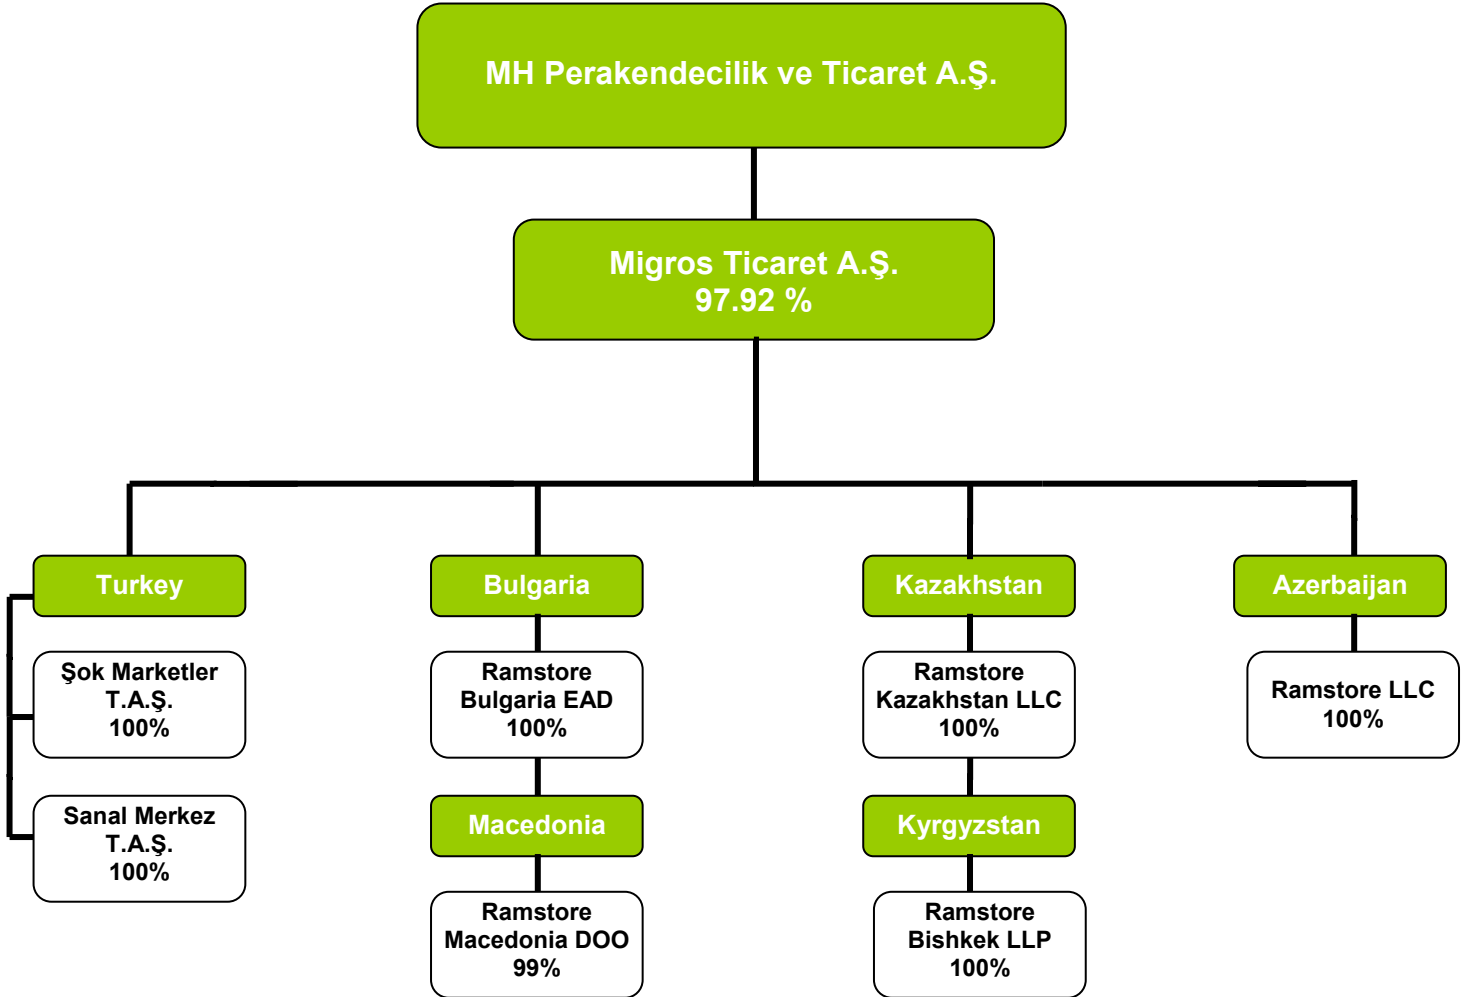 MH Perakendecilik ve Ticaret A.Ş.
Migros Ticaret A.Ş.
97.92 %
Turkey
Bulgaria
Kazakhstan
Azerbaijan
Şok Marketler
T.A.Ş.
100%
Ramstore
Bulgaria EAD
100%
Ramstore
Kazakhstan LLC
100%
Ramstore LLC
100%
Sanal Merkez
T.A.Ş.
100%
Macedonia
Kyrgyzstan
Ramstore
Macedonia DOO
99%
Ramstore
Bishkek LLP
100%